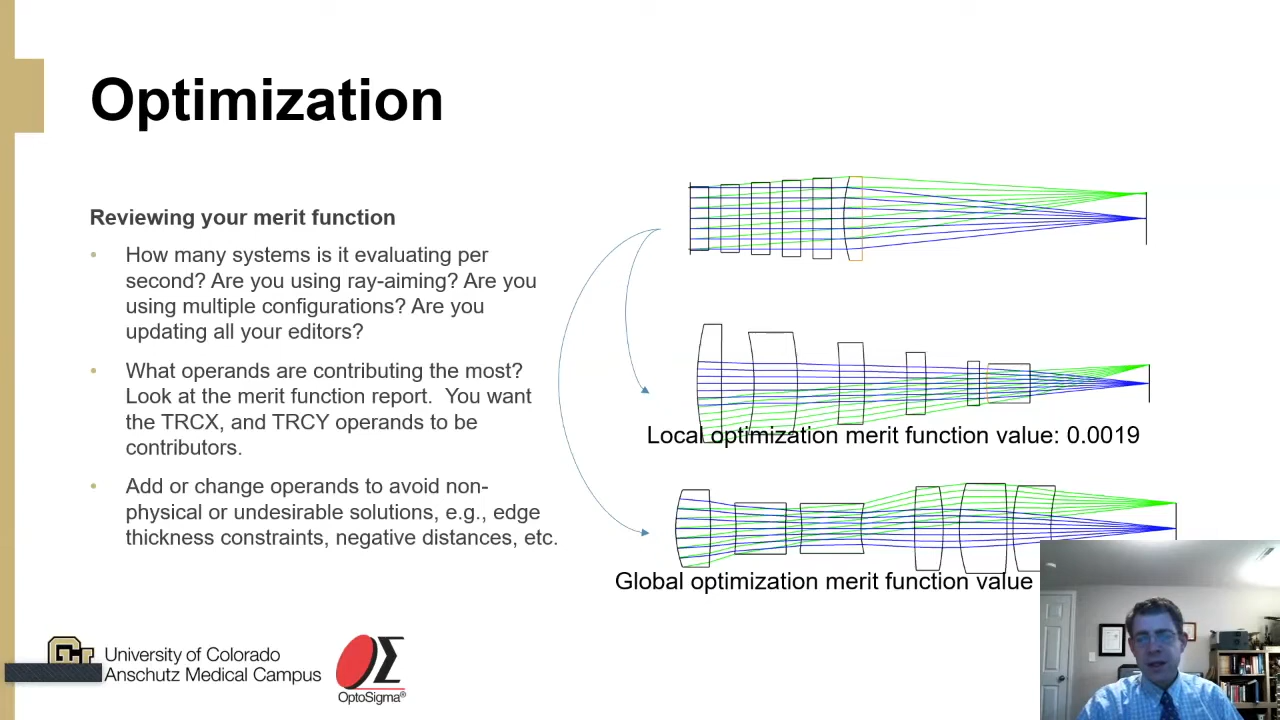 Optimization
Reviewing your merit function
• How many systems is it evaluating per
second? Are you using ray-aiming? Are you
using multiple configurations? Are you
updating all your editors?
• What operands are contributing the most?
Look at the merit function report.  You want
the TRCX, and TRCY operands to be
contributors.
• Add or change operands to avoid non-
physical or undesirable solutions, e.g., edge
thickness constraints, negative distances, etc.
Local optimization merit function value: 0.0019
Global optimization merit function value
University of Colorado
Anschutz Medical Campus
OptoSigma®